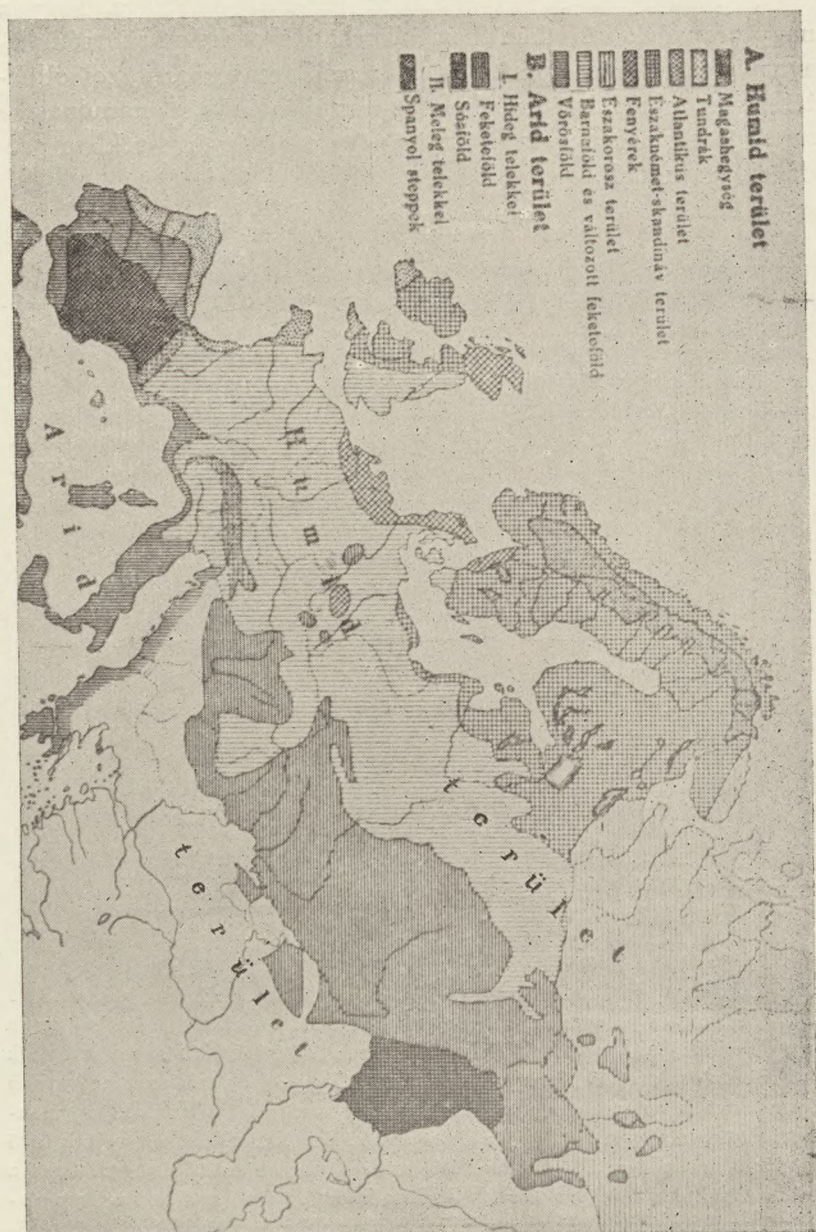 A. Humid terület
Magashegység
Tundrák
Atlantikus terület
Északnémet-skandináv terület
Fenyérek
Északorosz terület
Barnaföld és változott feketeföld
Vörösföld
B. Arid terület
I. Hideg telekkel
Feketeföld
Sósföld
II. Meleg telekkel
Spanyol steppek
Humid terület
Arid terület